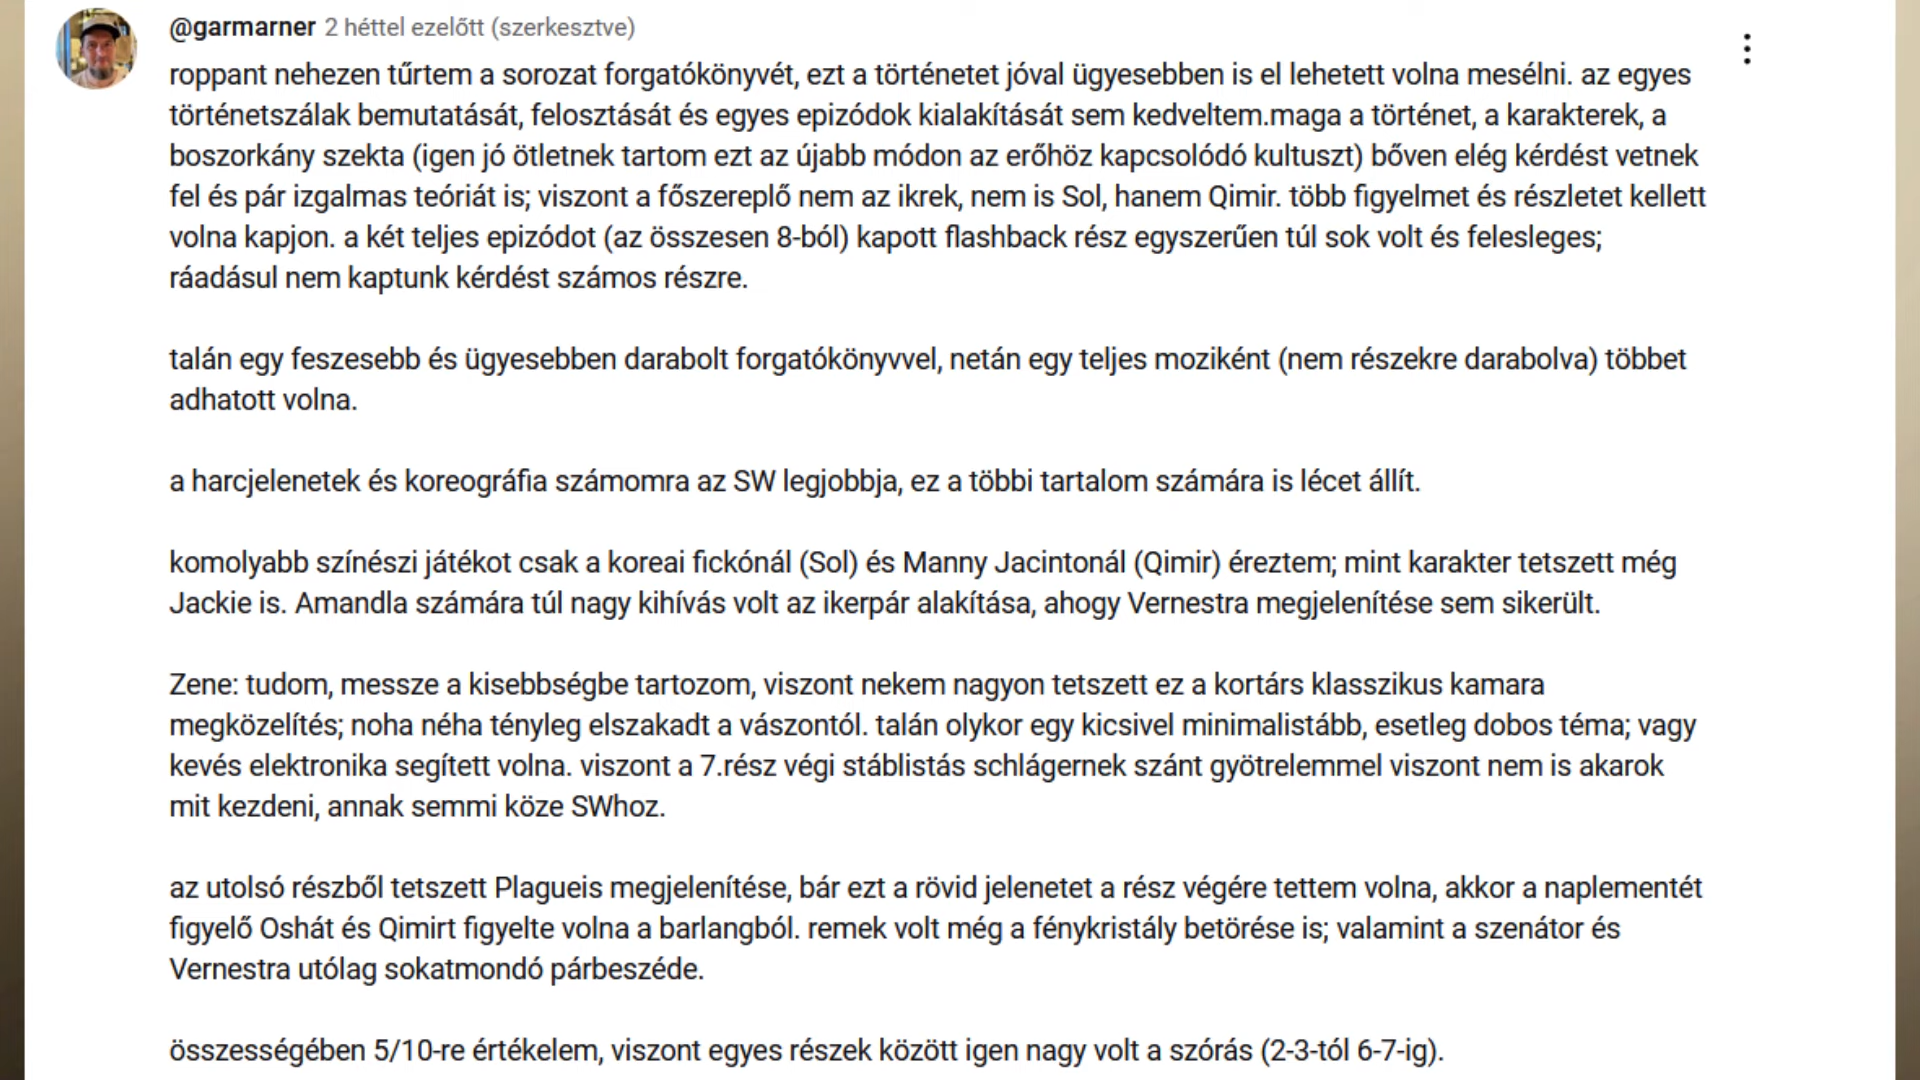 @garmarner 2 héttel ezelőtt (szerkesztve)
roppant nehezen tűrtem a sorozat forgatókönyvét, ezt a történetet jóval ügyesebben is el lehetett volna mesélni. az egyes
történetszálak bemutatását, felosztását és egyes epizódok kialakítását sem kedveltem.maga a történet, a karakterek, a
boszorkány szekta (igen jó ötletnek tartom ezt az újabb módon az erőhöz kapcsolódó kultuszt) bőven elég kérdést vetnek
fel és pár izgalmas teóriát is; viszont a főszereplő nem az ikrek, nem is Sol, hanem Qimir. több figyelmet és részletet kellett
volna kapjon. a két teljes epizódot (az összesen 8-ból) kapott flashback rész egyszerűen túl sok volt és felesleges;
ráadásul nem kaptunk kérdést számos részre.
talán egy feszesebb és ügyesebben darabolt forgatókönyvvel, netán egy teljes moziként (nem részekre darabolva) többet
adhatott volna.
a harcjelenetek és koreográfia számomra az SW legjobbja, ez a többi tartalom számára is lécet állít.
komolyabb színészi játékot csak a koreai fickónál (Sol) és Manny Jacintonál (Qimir) éreztem; mint karakter tetszett még
Jackie is. Amandla számára túl nagy kihívás volt az ikerpár alakítása, ahogy Vernestra megjelenítése sem sikerült.
Zene: tudom, messze a kisebbségbe tartozom, viszont nekem nagyon tetszett ez a kortárs klasszikus kamara
megközelítés; noha néha tényleg elszakadt a vászontól. talán olykor egy kicsivel minimalistább, esetleg dobos téma; vagy
kevés elektronika segített volna. viszont a 7.rész végi stáblistás schlágernek szánt gyötrelemmel viszont nem is akarok
mit kezdeni, annak semmi köze SWhoz.
az utolsó részből tetszett Plagueis megjelenítése, bár ezt a rövid jelenetet a rész végére tettem volna, akkor a naplementét
figyelő Oshát és Qimirt figyelte volna a barlangból. remek volt még a fénykristály betörése is; valamint a szenátor és
Vernestra utólag sokatmondó párbeszéde.
összességében 5/10-re értékelem, viszont egyes részek között igen nagy volt a szórás (2-3-tól 6-7-ig).